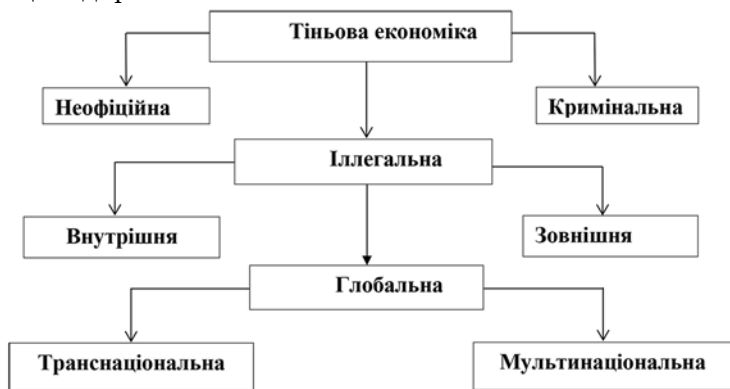 Тіньова економіка
Неофіційна
Кримінальна
Іллегальна
Внутрішня
Зовнішня
Глобальна
Транснаціональна
Мультинаціональна